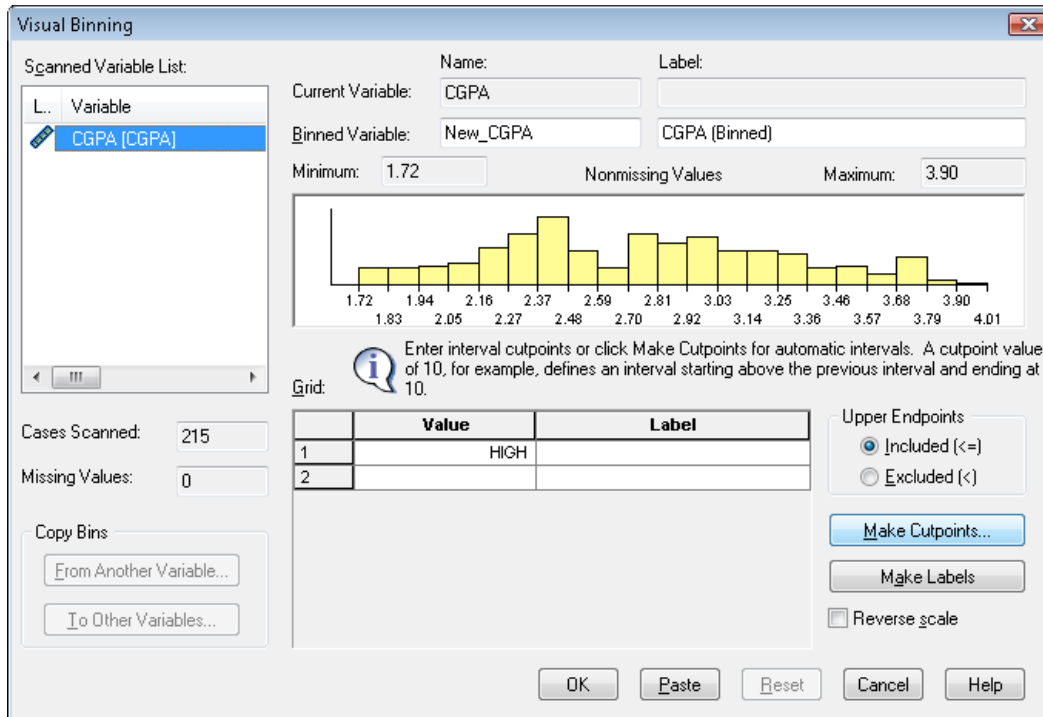 Visual Binning
Scanned Variable List:
L.. Variable
CGPA [CGPA]
Name: Label:
Current Variable: CGPA
Binned Variable: New_CGPA CGPA (Binned)
Minimum: 1.72 Nonmissing Values Maximum: 3.90
1.72 1.94 2.16 2.37 2.59 2.81 3.03 3.25 3.46 3.68 3.90
1.83 2.05 2.27 2.48 2.70 2.92 3.14 3.36 3.57 3.79 4.01
Enter interval cutpoints or click Make Cutpoints for automatic intervals. A cutpoint value
of 10, for example, defines an interval starting above the previous interval and ending at
10.
Grid:
Value Label
1 HIGH
2
Cases Scanned: 215
Missing Values: 0
Copy Bins
From Another Variable...
To Other Variables...
Upper Endpoints
Included (<=)
Excluded (<)
Make Cutpoints...
Make Labels
Reverse scale
OK Paste Reset Cancel Help